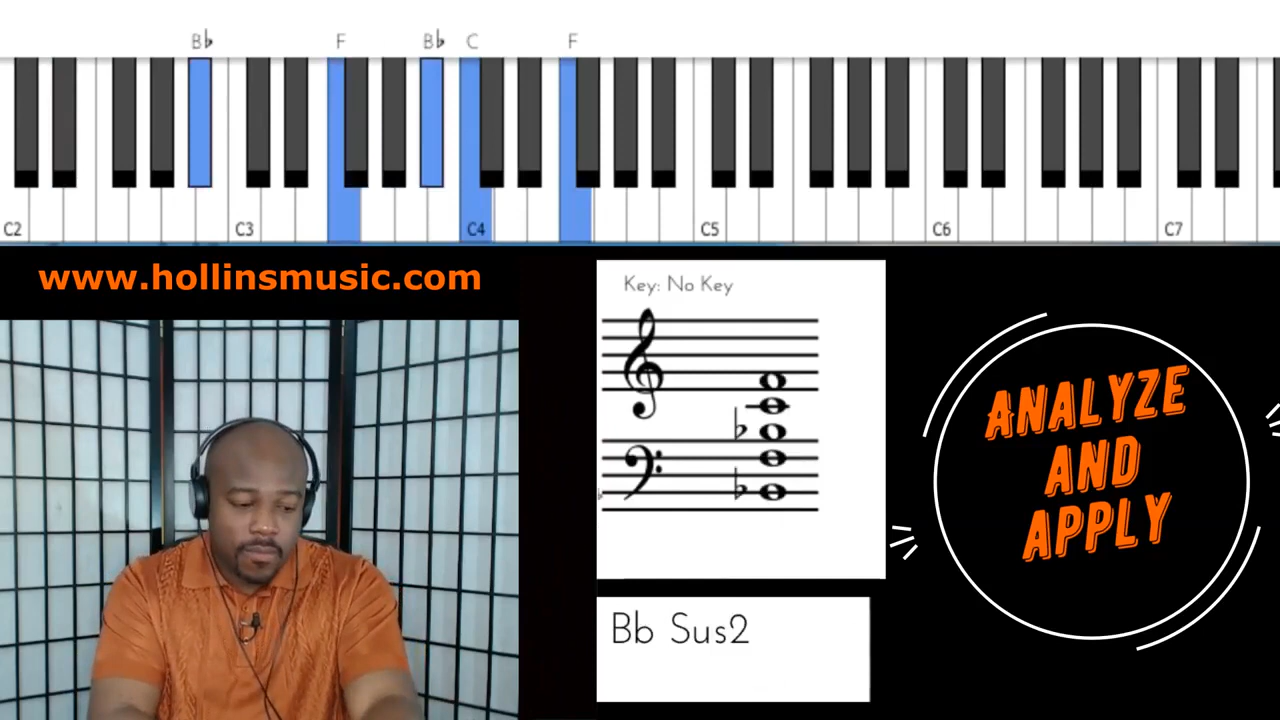 B♭ F B♭ C F
C2 C3 C4 C5 C6 C7
www.hollinsmusic.com
Key: No Key
ANALYZE
AND
APPLY
Bb Sus2